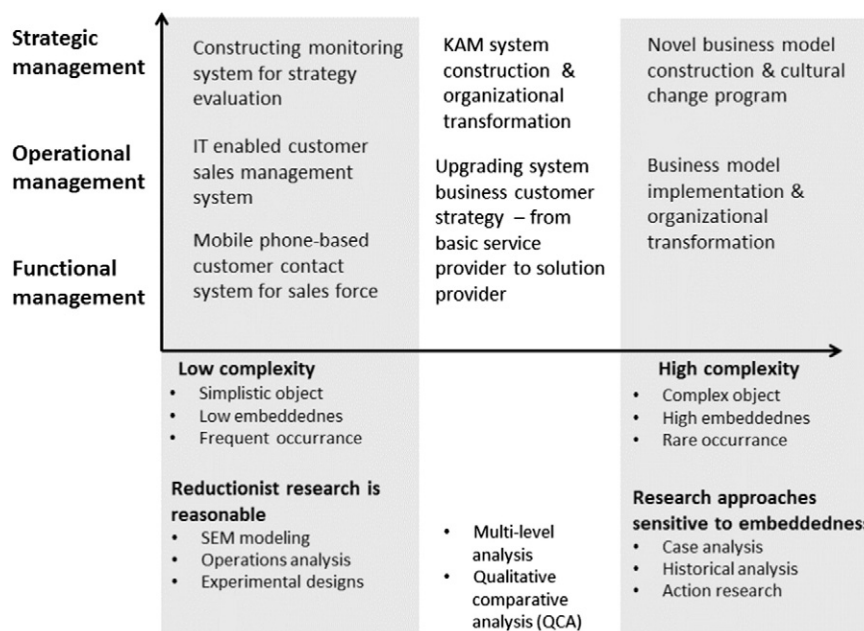 Strategic
management
Operational
management
Functional
management
Constructing monitoring
system for strategy
evaluation
IT enabled customer
sales management
system
Mobile phone-based
customer contact
system for sales force
KAM system
construction &
organizational
transformation
Upgrading system
business customer
strategy – from
basic service
provider to solution
provider
Novel business model
construction & cultural
change program
Business model
implementation &
organizational
transformation
Low complexity
• Simplistic object
• Low embeddednes
• Frequent occurrance
High complexity
• Complex object
• High embeddednes
• Rare occurrance
Reductionist research is
reasonable
• SEM modeling
• Operations analysis
• Experimental designs
• Multi-level
analysis
• Qualitative
comparative
analysis (QCA)
Research approaches
sensitive to embeddedness
• Case analysis
• Historical analysis
• Action research